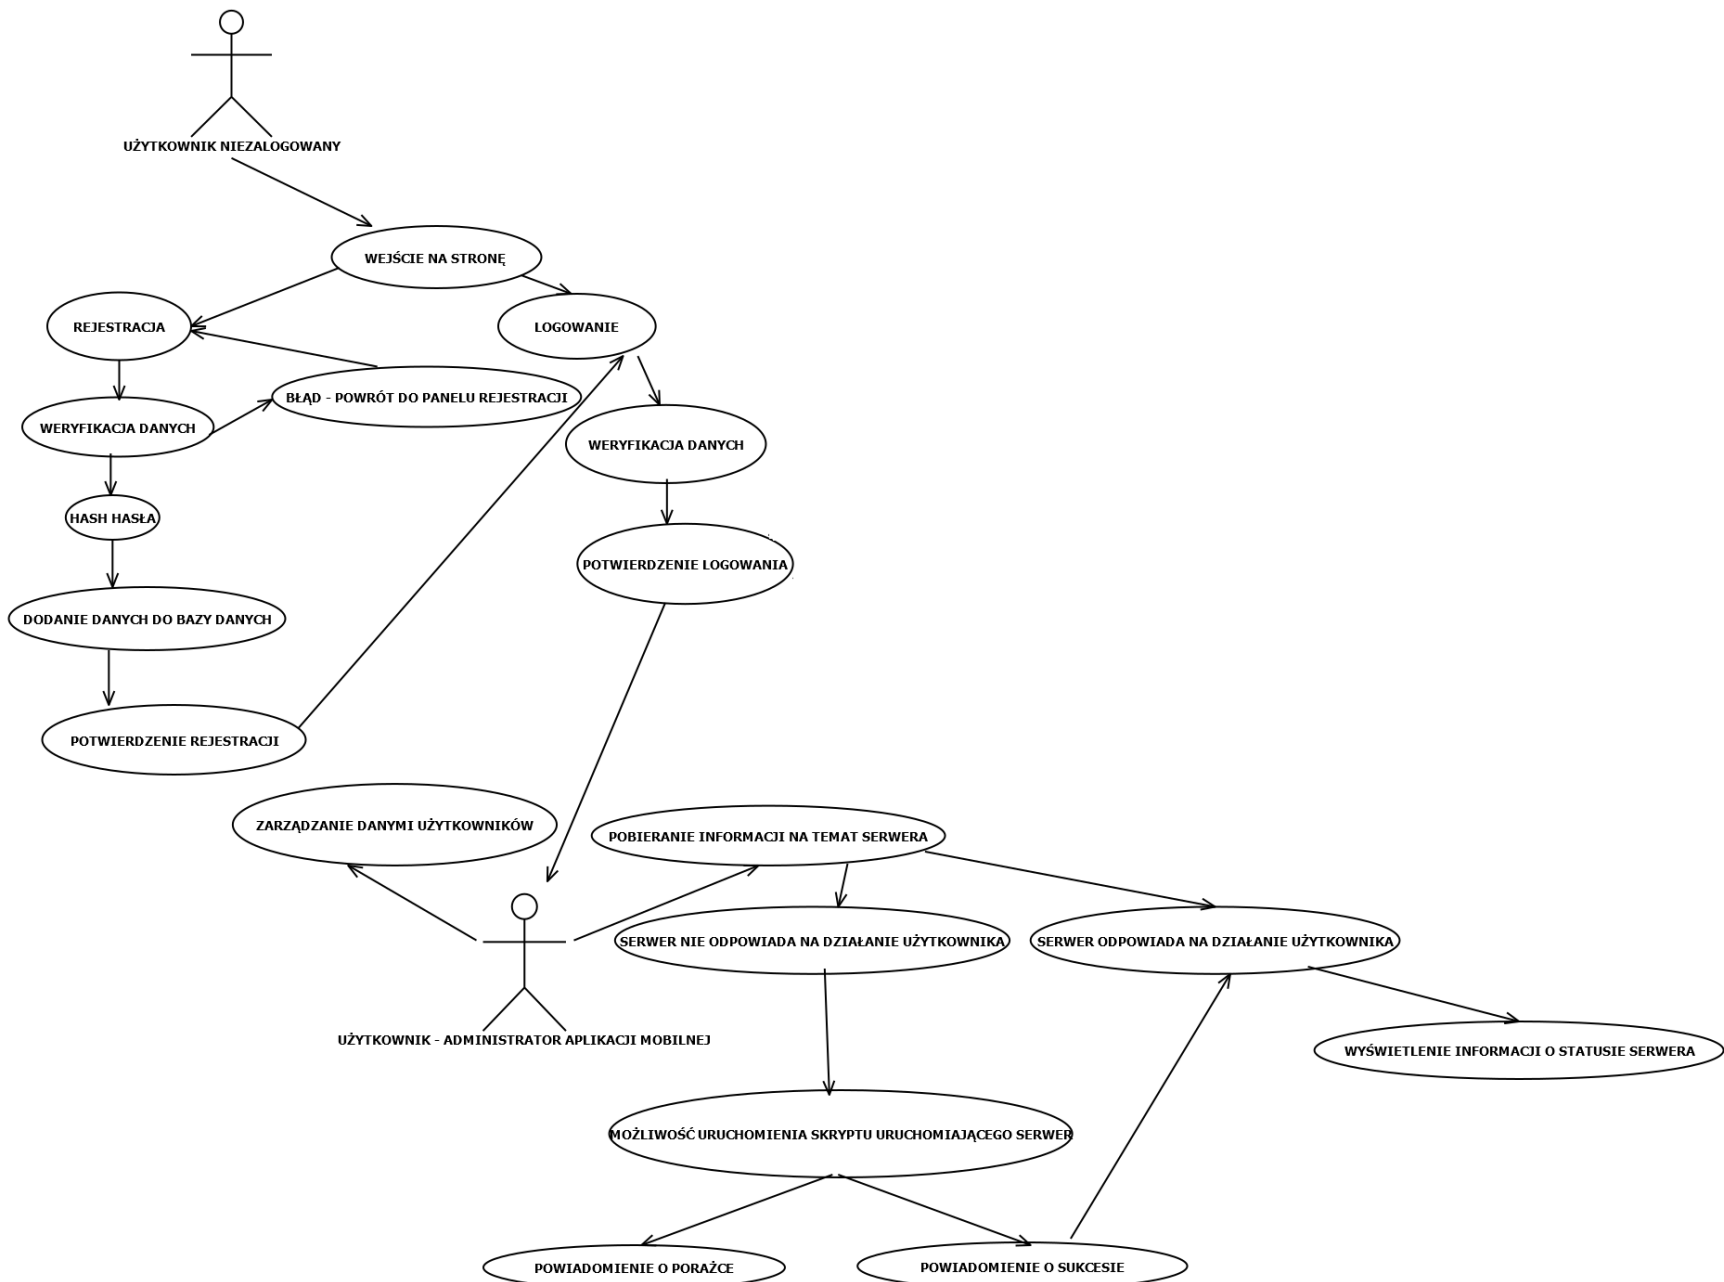 UŻYTKOWNIK NIEZALOGOWANY
WEJŚCIE NA STRONĘ
REJESTRACJA
LOGOWANIE
BŁĄD - POWRÓT DO PANELU REJESTRACJI
WERYFIKACJA DANYCH
WERYFIKACJA DANYCH
HASH HASŁA
POTWIERDZENIE LOGOWANIA
DODANIE DANYCH DO BAZY DANYCH
POTWIERDZENIE REJESTRACJI
ZARZĄDZANIE DANYMI UŻYTKOWNIKÓW
POBIERANIE INFORMACJI NA TEMAT SERWERA
SERWER NIE ODPOWIADA NA DZIAŁANIE UŻYTKOWNIKA
SERWER ODPOWIADA NA DZIAŁANIE UŻYTKOWNIKA
UŻYTKOWNIK - ADMINISTRATOR APLIKACJI MOBILNEJ
WYŚWIETLENIE INFORMACJI O STATUSIE SERWERA
MOŻLIWOŚĆ URUCHOMIENIA SKRYPTU URUCHOMIAJĄCEGO SERWER
POWIADOMIENIE O PORAŻCE
POWIADOMIENIE O SUKCESIE